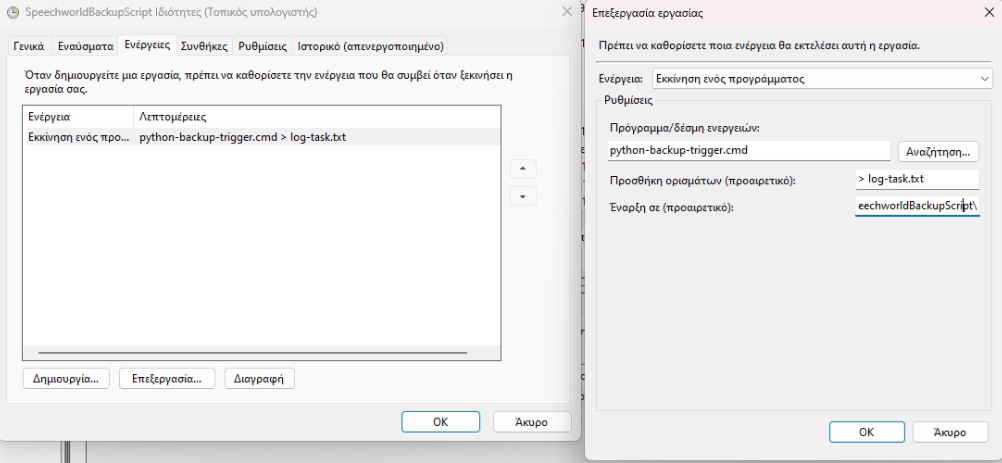 SpeechworldBackupScript Ιδιότητες (Τοπικός υπολογιστής)
Γενικά Εναύσματα Ενέργειες Συνθήκες Ρυθμίσεις Ιστορικό (απενεργοποιημένο)
Όταν δημιουργείτε μια εργασία, πρέπει να καθορίσετε την ενέργεια που θα συμβεί όταν ξεκινήσει η
εργασία σας.
Ενέργεια Λεπτομέρειες
Εκκίνηση ενός προ... python-backup-trigger.cmd > log-task.txt
Δημιουργία... Επεξεργασία... Διαγραφή
OK Άκυρο
Επεξεργασία εργασίας
Πρέπει να καθορίσετε ποια ενέργεια θα εκτελέσει αυτή η εργασία.
Ενέργεια: Εκκίνηση ενός προγράμματος
Ρυθμίσεις
Πρόγραμμα/δέσμη ενεργειών:
python-backup-trigger.cmd Αναζήτηση...
Προσθήκη ορισμάτων (προαιρετικό): > log-task.txt
Έναρξη σε (προαιρετικό): eechworldBackupScript\
OK Άκυρο